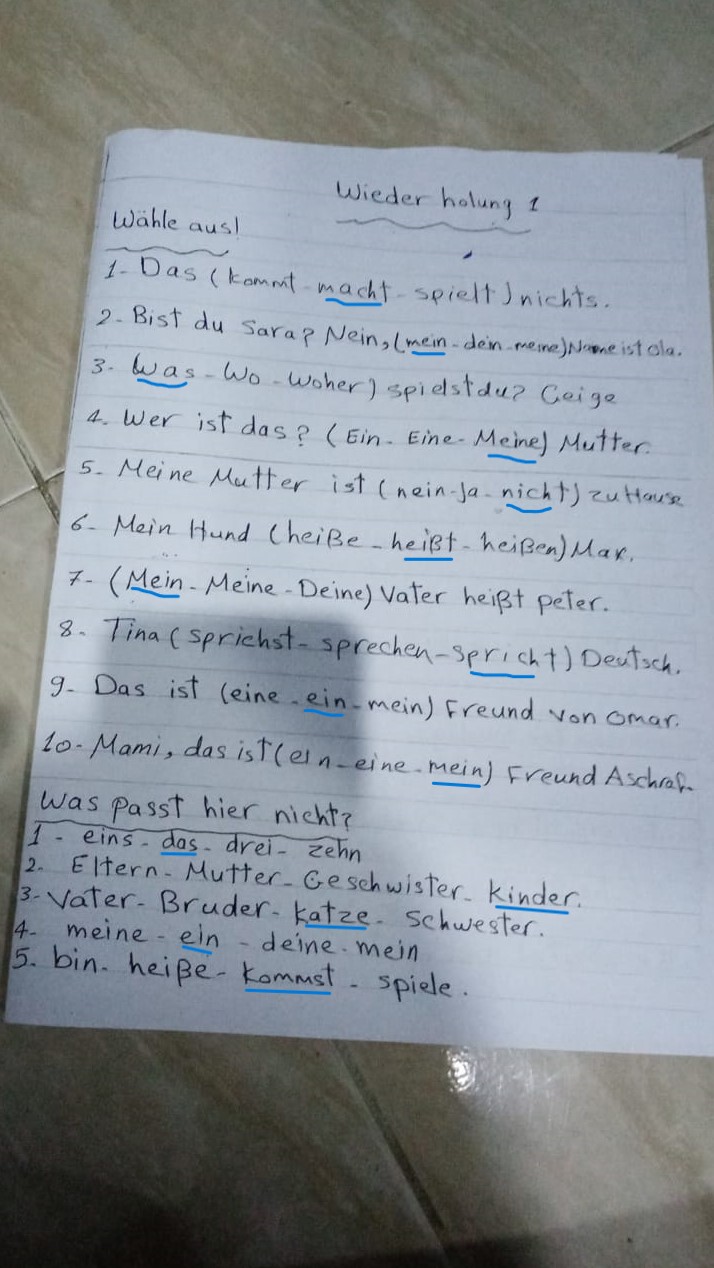 Wieder holung 1
Wähle aus!
1- Das (kommt - macht - spielt) nichts.
2- Bist du Sara? Nein, (mein - dein - meine) Name ist Ola.
3- (Was - Wo - Woher) spielst du? Geige
4- Wer ist das? (Ein - Eine - Meine) Mutter.
5- Meine Mutter ist (nein - Ja - nicht) zu Hause
6- Mein Hund (heiße - heißt - heißen) Max.
7- (Mein - Meine - Deine) Vater heißt peter.
8- Tina (sprichst - sprechen - spricht) Deutsch.
9- Das ist (eine - ein - mein) Freund von Omar.
10- Mami, das ist (ein - eine - mein) Freund Aschraf.
Was passt hier nicht?
1 - eins - das - drei - zehn
2- Eltern - Mutter - Geschwister - kinder.
3- Vater - Bruder - katze - schwester.
4- meine - ein - deine - mein
5- bin - heiße - kommst - spiele.